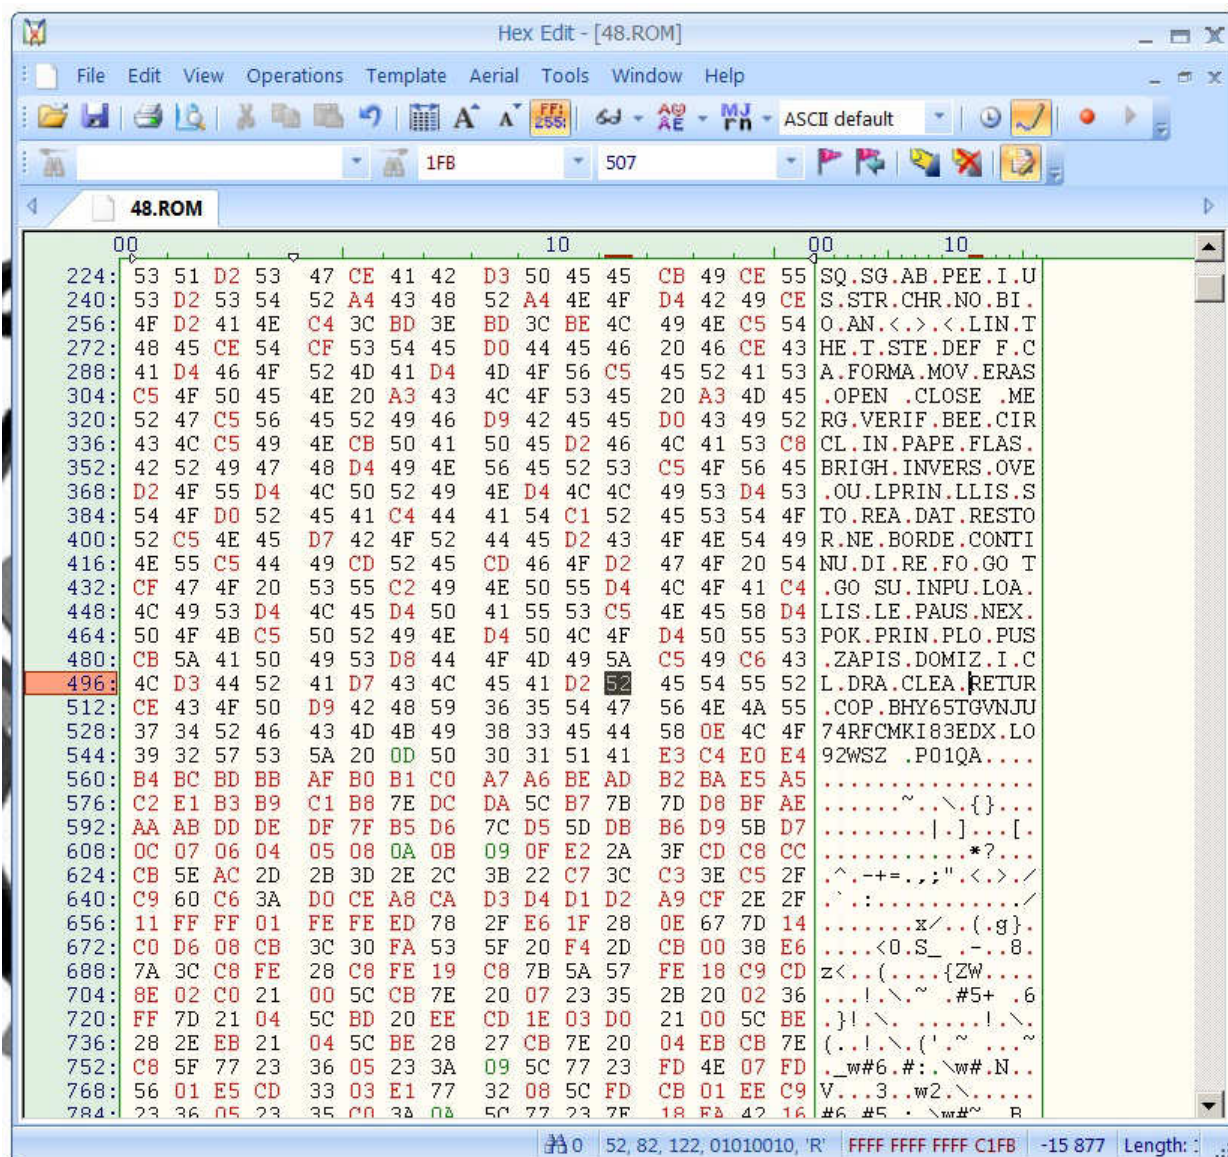 Hex Edit - [48.ROM]
File Edit View Operations Template Aerial Tools Window Help
ASCII default
1FB 507
48.ROM
00 10 00 10
224: 53 51 D2 53 47 CE 41 42 D3 50 45 45 CB 49 CE 55 SQ.SG.AB.PEE.I.U
240: 53 D2 53 54 52 A4 43 48 52 A4 4E 4F D4 42 49 CE S.STR.CHR.NO.BI.
256: 4F D2 41 4E C4 3C BD 3E BD 3C BE 4C 49 4E C5 54 O.AN.<.>.<.LIN.T
272: 48 45 CE 54 CF 53 54 45 D0 44 45 46 20 46 CE 43 HE.T.STE.DEF F.C
288: 41 D4 46 4F 52 4D 41 D4 4D 4F 56 C5 45 52 41 53 A.FORMA.MOV.ERAS
304: C5 4F 50 45 4E 20 A3 43 4C 4F 53 45 20 A3 4D 45 .OPEN .CLOSE .ME
320: 52 47 C5 56 45 52 49 46 D9 42 45 45 D0 43 49 52 RG.VERIF.BEE.CIR
336: 43 4C C5 49 4E CB 50 41 50 45 D2 46 4C 41 53 C8 CL.IN.PAPE.FLAS.
352: 42 52 49 47 48 D4 49 4E 56 45 52 53 C5 4F 56 45 BRIGH.INVERS.OVE
368: D2 4F 55 D4 4C 50 52 49 4E D4 4C 4C 49 53 D4 53 .OU.LPRIN.LLIS.S
384: 54 4F D0 52 45 41 C4 44 41 54 C1 52 45 53 54 4F TO.REA.DAT.RESTO
400: 52 C5 4E 45 D7 42 4F 52 44 45 D2 43 4F 4E 54 49 R.NE.BORDE.CONTI
416: 4E 55 C5 44 49 CD 52 45 CD 46 4F D2 47 4F 20 54 NU.DI.RE.FO.GO T
432: CF 47 4F 20 53 55 C2 49 4E 50 55 D4 4C 4F 41 C4 .GO SU.INPU.LOA.
448: 4C 49 53 D4 4C 45 D4 50 41 55 53 C5 4E 45 58 D4 LIS.LE.PAUS.NEX.
464: 50 4F 4B C5 50 52 49 4E D4 50 4C 4F D4 50 55 53 POK.PRIN.PLO.PUS
480: CB 5A 41 50 49 53 D8 44 4F 4D 49 5A C5 49 C6 43 .ZAPIS.DOMIZ.I.C
496: 4C D3 44 52 41 D7 43 4C 45 41 D2 52 45 54 55 52 L.DRA.CLEA.RETUR
512: CE 43 4F 50 D9 42 48 59 36 35 54 47 56 4E 4A 55 .COP.BHY65TGVNJU
528: 37 34 52 46 43 4D 4B 49 38 33 45 44 58 0E 4C 4F 74RFCMKI83EDX.LO
544: 39 32 57 53 5A 20 0D 50 30 31 51 41 E3 C4 E0 E4 92WSZ .P01QA....
560: B4 BC BD BB AF B0 B1 C0 A7 A6 BE AD B2 BA E5 A5 ................
576: C2 E1 B3 B9 C1 B8 7E DC DA 5C B7 7B 7D D8 BF AE ......~..\.{}...
592: AA AB DD DE DF 7F B5 D6 7C D5 5D DB B6 D9 5B D7 ........|.]...[.
608: 0C 07 06 04 05 08 0A 0B 09 0F E2 2A 3F CD C8 CC ...........*?...
624: CB 5E AC 2D 2B 3D 2E 2C 3B 22 C7 3C C3 3E C5 2F .^.-+=.,;".<.>./
640: C9 60 C6 3A D0 CE A8 CA D3 D4 D1 D2 A9 CF 2E 2F .`.:........../
656: 11 FF FF 01 FE FE ED 78 2F E6 1F 28 0E 67 7D 14 .......x/..(.g}.
672: C0 D6 08 CB 3C 30 FA 53 5F 20 F4 2D CB 00 38 E6 ....<0.S_ .-..8.
688: 7A 3C C8 FE 28 C8 FE 19 C8 7B 5A 57 FE 18 C9 CD z<..(....{ZW....
704: 8E 02 C0 21 00 5C CB 7E 20 07 23 35 2B 20 02 36 ...!.\.~ .#5+ .6
720: FF 7D 21 04 5C BD 20 EE CD 1E 03 D0 21 00 5C BE .}!.\. .....!.\.
736: 28 2E EB 21 04 5C BE 28 27 CB 7E 20 04 EB CB 7E (..!.\.('.~ ...~
752: C8 5F 77 23 36 05 23 3A 09 5C 77 23 FD 4E 07 FD ._w#6.#:.\w#.N..
768: 56 01 E5 CD 33 03 E1 77 32 08 5C FD CB 01 EE C9 V...3..w2.\.....
784: 23 36 05 23 35 C0 3A 0A 5C 77 23 7E 18 FA 42 16 #6.#5.:.\w#~..B.
0 52, 82, 122, 01010010, 'R' FFFF FFFF FFFF C1FB -15 877 Length: